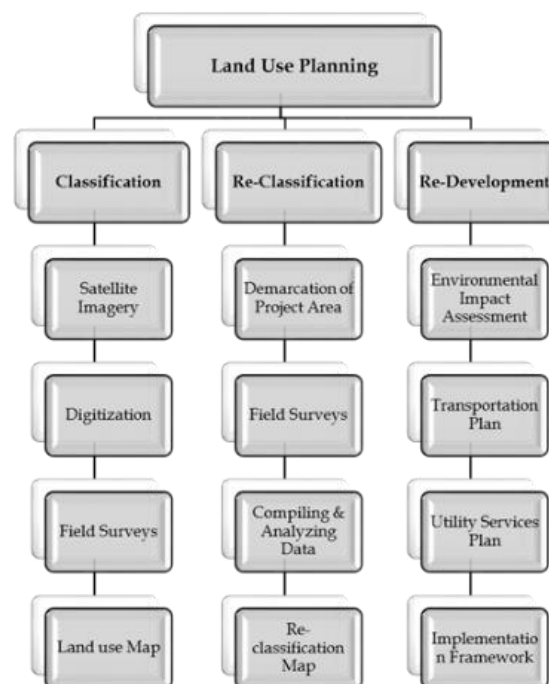 Land Use Planning
Classification
Re-Classification
Re-Development
Satellite
Imagery
Demarcation of
Project Area
Environmental
Impact
Assessment
Digitization
Field Surveys
Transportation
Plan
Field Surveys
Compiling &
Analyzing
Data
Utility Services
Plan
Land use Map
Re-
classification
Map
Implementatio
n Framework